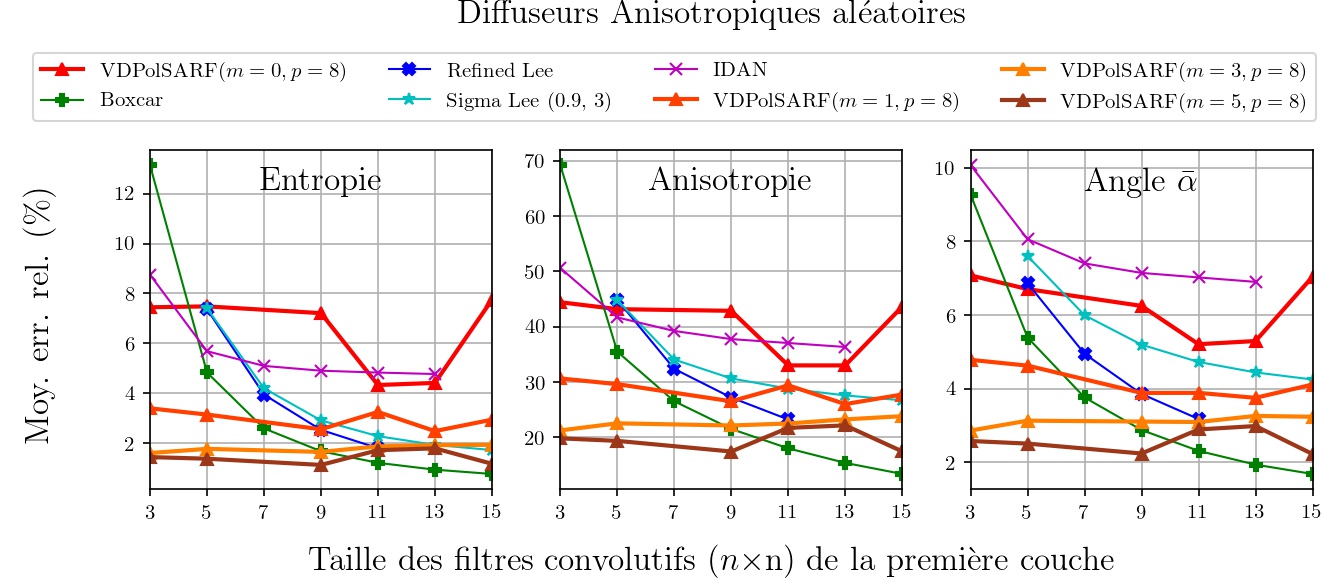 Diffuseurs Anisotropiques aléatoires
VDPolSARF(m = 0, p = 8)
Refined Lee
IDAN
VDPolSARF(m = 3, p = 8)
Boxcar
Sigma Lee (0.9, 3)
VDPolSARF(m = 1, p = 8)
VDPolSARF(m = 5, p = 8)
Moy. err. rel. (%)
Entropie
12
10
8
6
4
2
3 5 7 9 11 13 15
Anisotropie
70
60
50
40
30
20
3 5 7 9 11 13 15
Angle ᾱ
10
8
6
4
2
3 5 7 9 11 13 15
Taille des filtres convolutifs (n×n) de la première couche